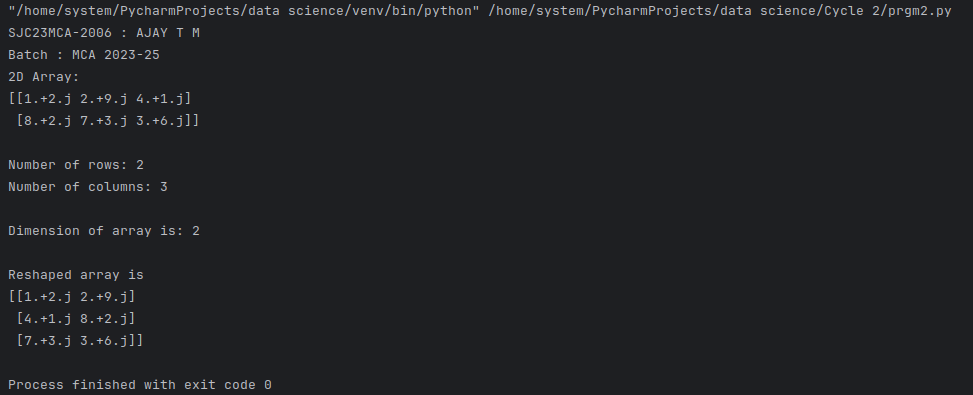 "/home/system/PycharmProjects/data science/venv/bin/python" /home/system/PycharmProjects/data science/Cycle 2/prgm2.py
SJC23MCA-2006 : AJAY T M
Batch : MCA 2023-25
2D Array:
[[1.+2.j 2.+9.j 4.+1.j]
 [8.+2.j 7.+3.j 3.+6.j]]
Number of rows: 2
Number of columns: 3
Dimension of array is: 2
Reshaped array is
[[1.+2.j 2.+9.j]
 [4.+1.j 8.+2.j]
 [7.+3.j 3.+6.j]]
Process finished with exit code 0